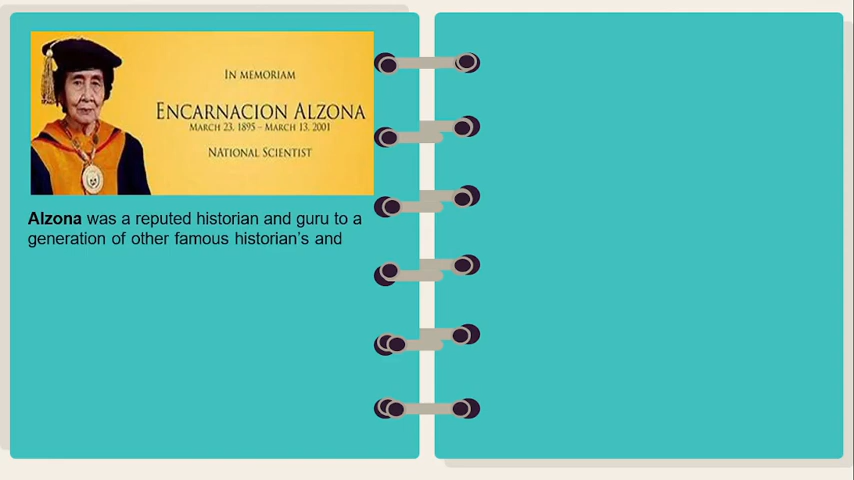 IN MEMORIAM
ENCARNACION ALZONA
MARCH 23, 1895 – MARCH 13, 2001
NATIONAL SCIENTIST
Alzona was a reputed historian and guru to a
generation of other famous historian’s and